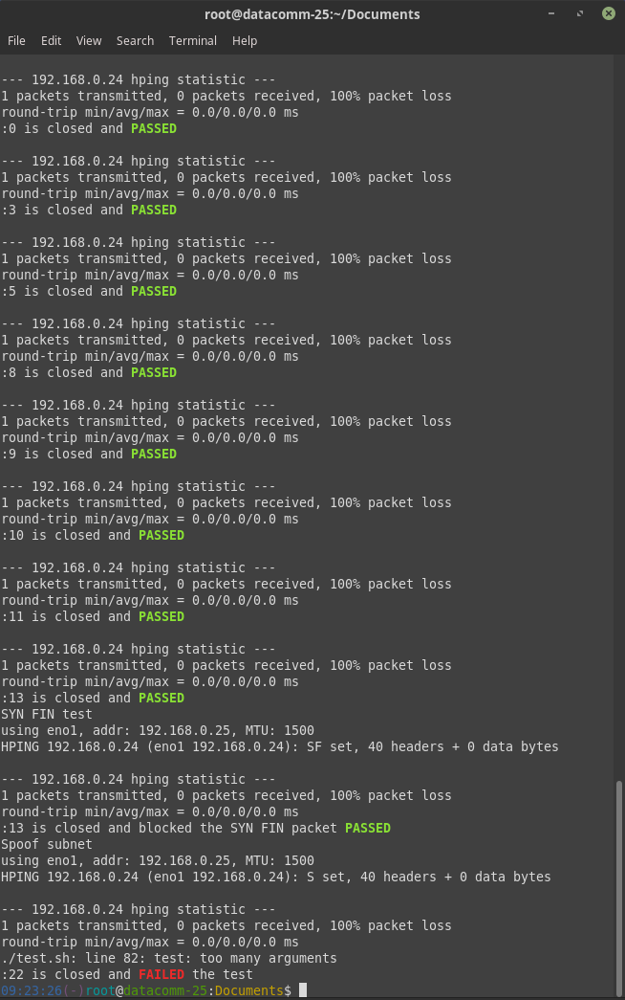 root@datacomm-25:~/Documents
File Edit View Search Terminal Help
--- 192.168.0.24 hping statistic ---
1 packets transmitted, 0 packets received, 100% packet loss
round-trip min/avg/max = 0.0/0.0/0.0 ms
:0 is closed and PASSED
--- 192.168.0.24 hping statistic ---
1 packets transmitted, 0 packets received, 100% packet loss
round-trip min/avg/max = 0.0/0.0/0.0 ms
:3 is closed and PASSED
--- 192.168.0.24 hping statistic ---
1 packets transmitted, 0 packets received, 100% packet loss
round-trip min/avg/max = 0.0/0.0/0.0 ms
:5 is closed and PASSED
--- 192.168.0.24 hping statistic ---
1 packets transmitted, 0 packets received, 100% packet loss
round-trip min/avg/max = 0.0/0.0/0.0 ms
:8 is closed and PASSED
--- 192.168.0.24 hping statistic ---
1 packets transmitted, 0 packets received, 100% packet loss
round-trip min/avg/max = 0.0/0.0/0.0 ms
:9 is closed and PASSED
--- 192.168.0.24 hping statistic ---
1 packets transmitted, 0 packets received, 100% packet loss
round-trip min/avg/max = 0.0/0.0/0.0 ms
:10 is closed and PASSED
--- 192.168.0.24 hping statistic ---
1 packets transmitted, 0 packets received, 100% packet loss
round-trip min/avg/max = 0.0/0.0/0.0 ms
:11 is closed and PASSED
--- 192.168.0.24 hping statistic ---
1 packets transmitted, 0 packets received, 100% packet loss
round-trip min/avg/max = 0.0/0.0/0.0 ms
:13 is closed and PASSED
SYN FIN test
using eno1, addr: 192.168.0.25, MTU: 1500
HPING 192.168.0.24 (eno1 192.168.0.24): SF set, 40 headers + 0 data bytes
--- 192.168.0.24 hping statistic ---
1 packets transmitted, 0 packets received, 100% packet loss
round-trip min/avg/max = 0.0/0.0/0.0 ms
:13 is closed and blocked the SYN FIN packet PASSED
Spoof subnet
using eno1, addr: 192.168.0.25, MTU: 1500
HPING 192.168.0.24 (eno1 192.168.0.24): S set, 40 headers + 0 data bytes
--- 192.168.0.24 hping statistic ---
1 packets transmitted, 0 packets received, 100% packet loss
round-trip min/avg/max = 0.0/0.0/0.0 ms
./test.sh: line 82: test: too many arguments
:22 is closed and FAILED the test
09:23:26(-)root@datacomm-25:Documents$